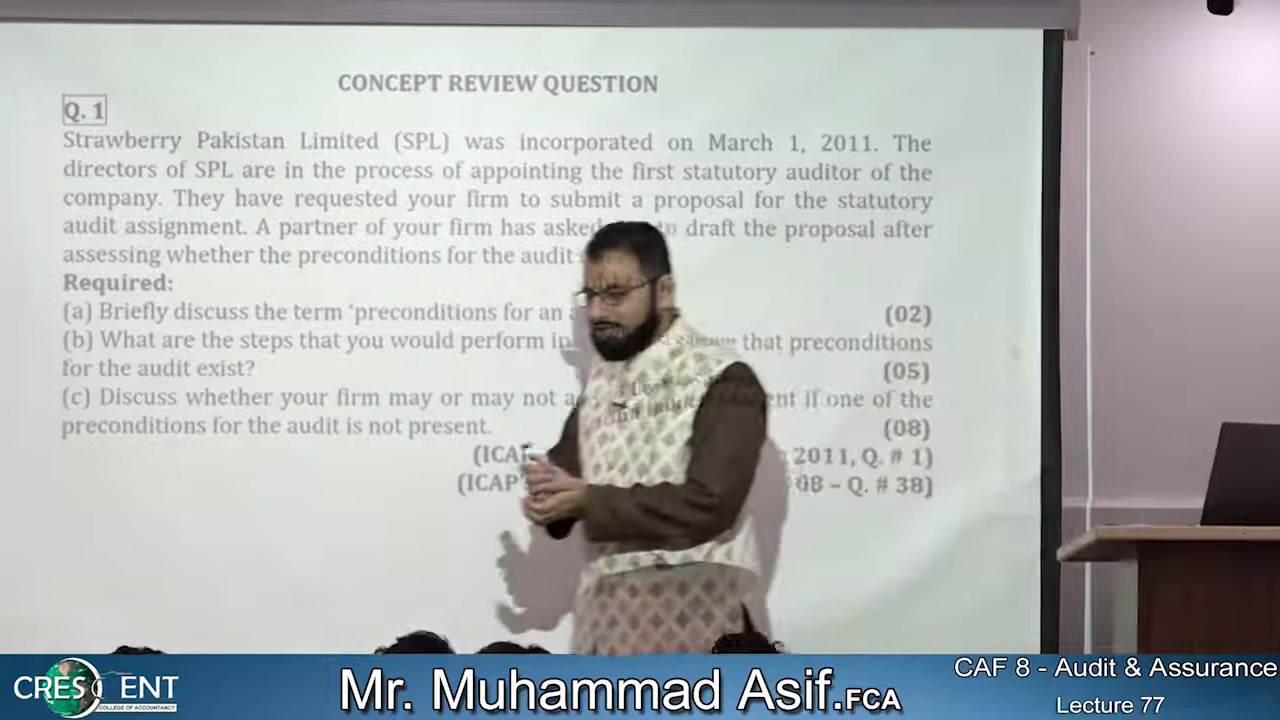 CONCEPT REVIEW QUESTION
Q. 1
Strawberry Pakistan Limited (SPL) was incorporated on March 1, 2011. The
directors of SPL are in the process of appointing the first statutory auditor of the
company. They have requested your firm to submit a proposal for the statutory
audit assignment. A partner of your firm has asked to draft the proposal after
assessing whether the preconditions for the audit
Required:
(a) Briefly discuss the term 'preconditions for an (02)
(b) What are the steps that you would perform in that preconditions
for the audit exist? (05)
(c) Discuss whether your firm may or may not if one of the
preconditions for the audit is not present. (08)
2011, Q. # 1)
(ICAP – Q. # 38)
CRESCENT
COLLEGE OF ACCOUNTANCY
Mr. Muhammad Asif.FCA
CAF 8 - Audit & Assurance
Lecture 77